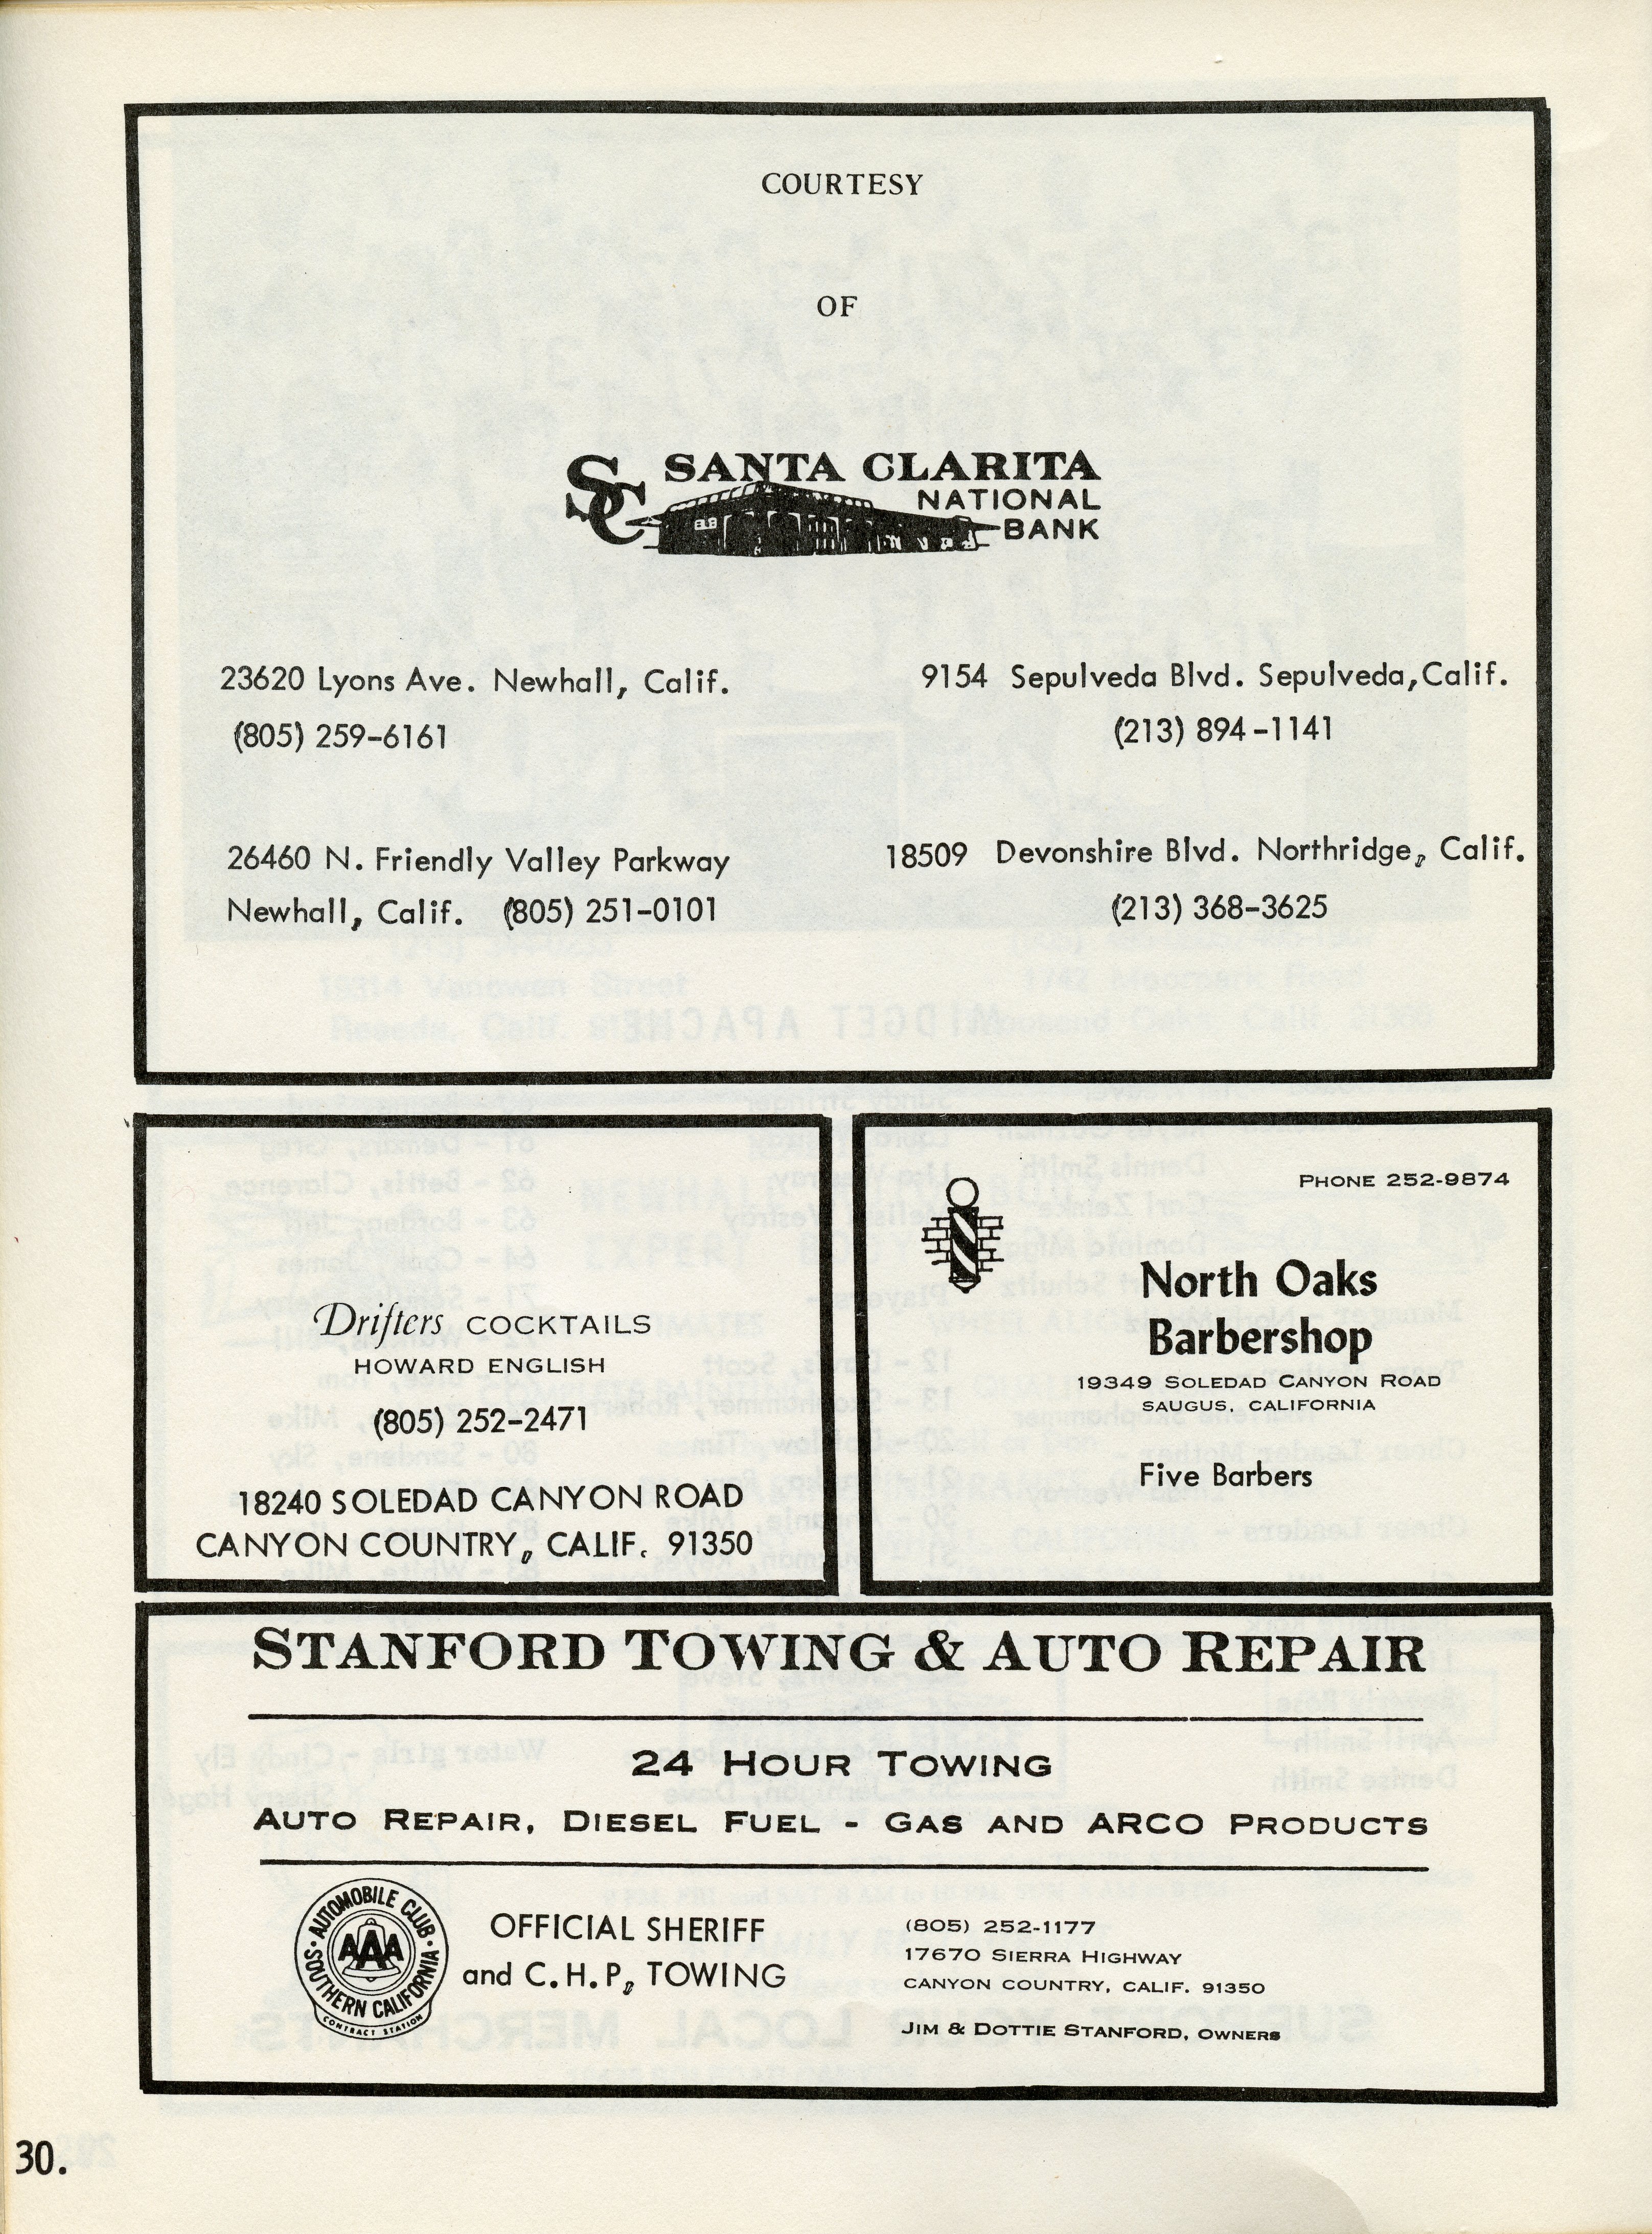 COURTESY
OF
SC SANTA CLARITA
NATIONAL
BANK
23620 Lyons Ave. Newhall, Calif.
(805) 259-6161
9154 Sepulveda Blvd. Sepulveda, Calif.
(213) 894-1141
26460 N. Friendly Valley Parkway
Newhall, Calif. (805) 251-0101
18509 Devonshire Blvd. Northridge, Calif.
(213) 368-3625
Drifters COCKTAILS
HOWARD ENGLISH
(805) 252-2471
18240 SOLEDAD CANYON ROAD
CANYON COUNTRY, CALIF. 91350
PHONE 252-9874
North Oaks
Barbershop
19349 SOLEDAD CANYON ROAD
SAUGUS, CALIFORNIA
Five Barbers
STANFORD TOWING & AUTO REPAIR
24 HOUR TOWING
AUTO REPAIR, DIESEL FUEL - GAS AND ARCO PRODUCTS
AUTOMOBILE CLUB
AAA
SOUTHERN CALIFORNIA
CONTRACT STATION
OFFICIAL SHERIFF
and C.H.P, TOWING
(805) 252-1177
17670 SIERRA HIGHWAY
CANYON COUNTRY, CALIF. 91350
JIM & DOTTIE STANFORD, OWNERS
30.